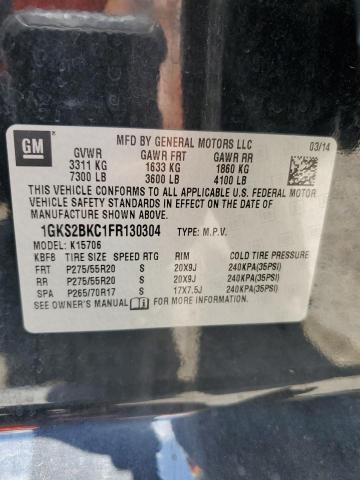 GM
MFD BY GENERAL MOTORS LLC
03/14
GVWR GAWR FRT GAWR RR
3311 KG 1633 KG 1860 KG
7300 LB 3600 LB 4100 LB
THIS VEHICLE CONFORMS TO ALL APPLICABLE U.S. FEDERAL MOTOR
VEHICLE SAFETY AND THEFT PREVENTION STANDARDS IN EFFECT ON
THE DATE OF MANUFACTURE SHOWN ABOVE.
1GKS2BKC1FR130304 TYPE: M.P.V.
MODEL: K15706
KBFB TIRE SIZE SPEED RTG RIM COLD TIRE PRESSURE
FRT P275/55R20 S 20X9J 240KPA(35PSI)
RR P275/55R20 S 20X9J 240KPA(35PSI)
SPA P265/70R17 S 17X7.5J 240KPA(35PSI)
SEE OWNER'S MANUAL FOR MORE INFORMATION.